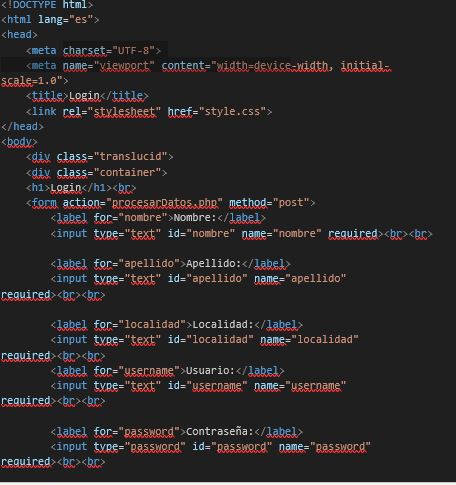 <!DOCTYPE html>
<html lang="es">
<head>
<meta charset="UTF-8">
<meta name="viewport" content="width=device-width, initial-
scale=1.0">
<title>Login</title>
<link rel="stylesheet" href="style.css">
</head>
<body>
<div class="translucid">
<div class="container">
<h1>Login</h1><br>
<form action="procesarDatos.php" method="post">
<label for="nombre">Nombre:</label>
<input type="text" id="nombre" name="nombre" required><br><br>
<label for="apellido">Apellido:</label>
<input type="text" id="apellido" name="apellido"
required><br><br>
<label for="localidad">Localidad:</label>
<input type="text" id="localidad" name="localidad"
required><br><br>
<label for="username">Usuario:</label>
<input type="text" id="username" name="username"
required><br><br>
<label for="password">Contraseña:</label>
<input type="password" id="password" name="password"
required><br><br>